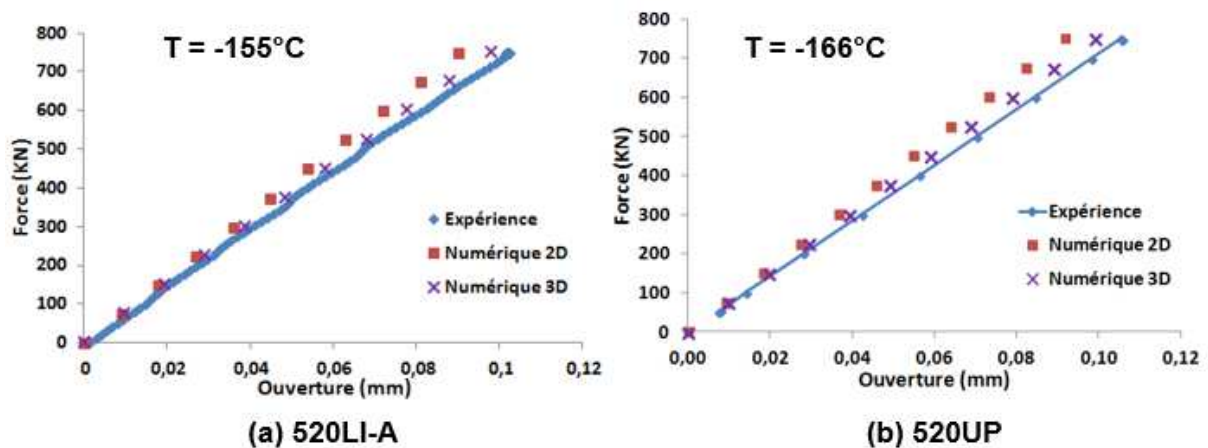 T = -155°C
Force (KN)
800
700
600
500
400
300
200
100
0
Expérience
Numérique 2D
Numérique 3D
0 0,02 0,04 0,06 0,08 0,1 0,12
Ouverture (mm)
(a) 520LI-A
T = -166°C
Force (KN)
800
700
600
500
400
300
200
100
0
Expérience
Numérique 2D
Numérique 3D
0,00 0,02 0,04 0,06 0,08 0,10 0,12
Ouverture (mm)
(b) 520UP